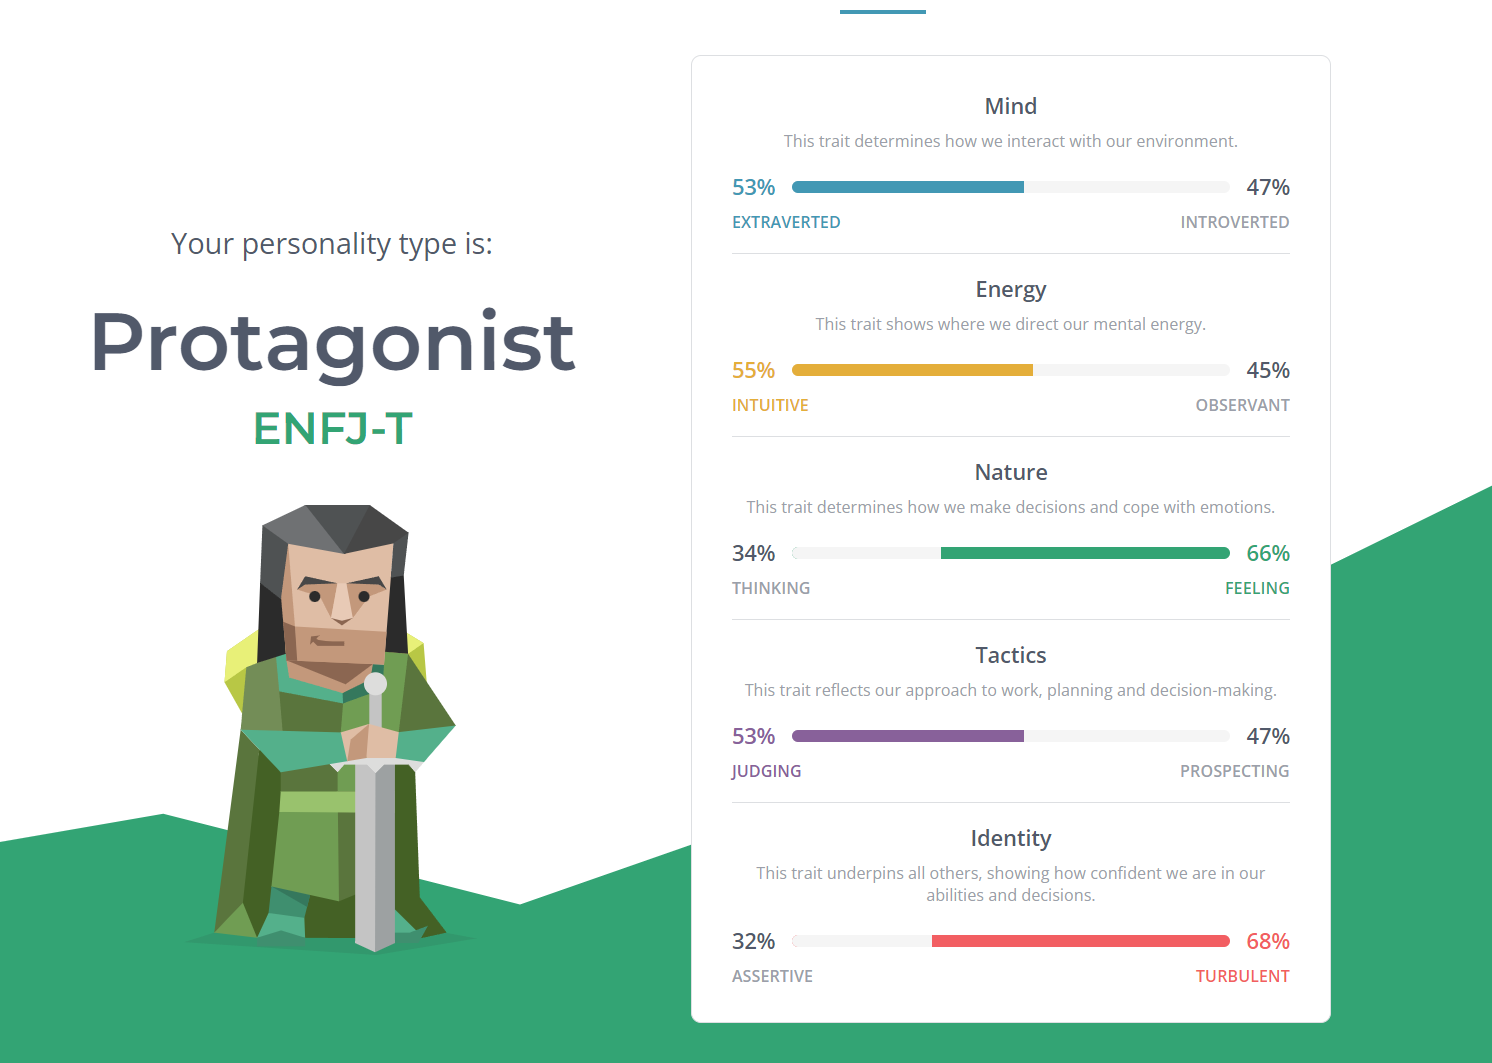 Your personality type is:
Protagonist
ENFJ-T
Mind
This trait determines how we interact with our environment.
53% 47%
EXTRAVERTED INTROVERTED
Energy
This trait shows where we direct our mental energy.
55% 45%
INTUITIVE OBSERVANT
Nature
This trait determines how we make decisions and cope with emotions.
34% 66%
THINKING FEELING
Tactics
This trait reflects our approach to work, planning and decision-making.
53% 47%
JUDGING PROSPECTING
Identity
This trait underpins all others, showing how confident we are in our
abilities and decisions.
32% 68%
ASSERTIVE TURBULENT